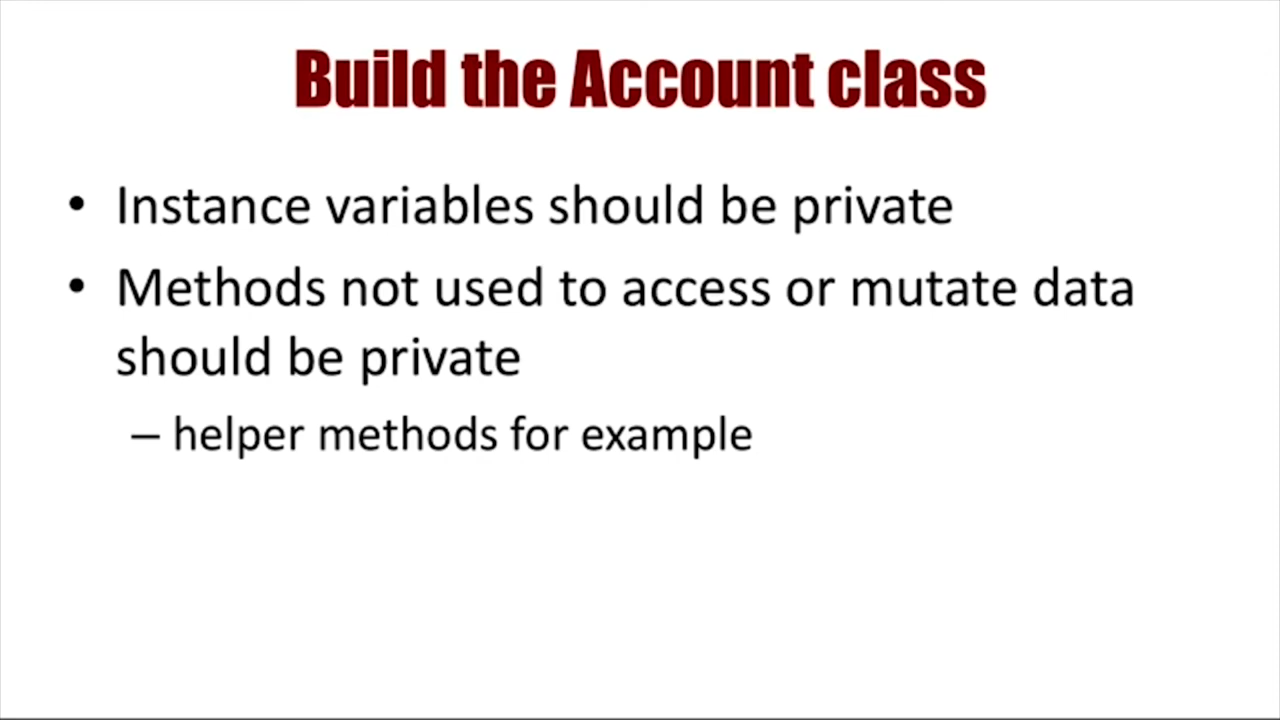 Build the Account class
• Instance variables should be private
• Methods not used to access or mutate data
should be private
– helper methods for example